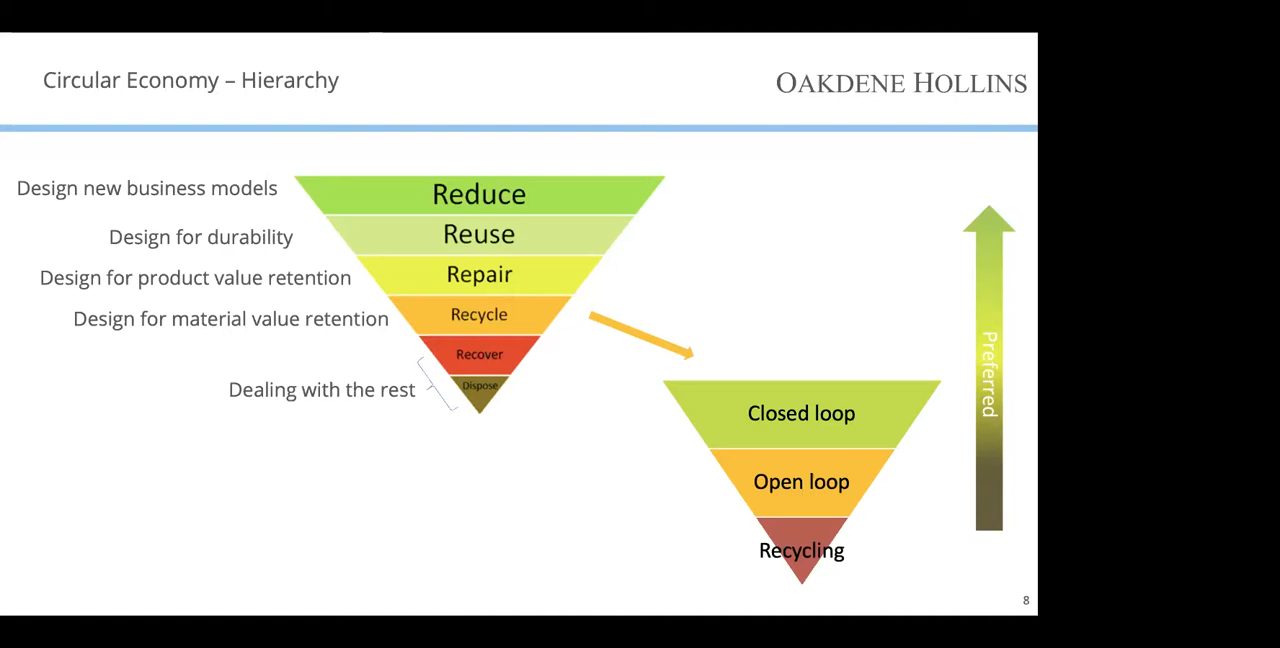 Circular Economy – Hierarchy
OAKDENE HOLLINS
Design new business models
Reduce
Design for durability
Reuse
Design for product value retention
Repair
Design for material value retention
Recycle
Recover
Dealing with the rest
Dispose
Preferred
Closed loop
Open loop
Recycling
8